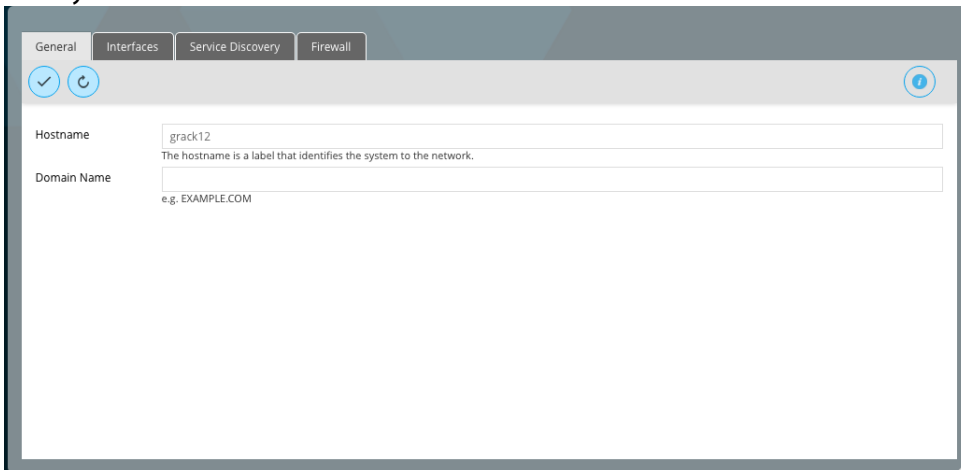 General Interfaces Service Discovery Firewall
Hostname grack12
The hostname is a label that identifies the system to the network.
Domain Name
e.g. EXAMPLE.COM